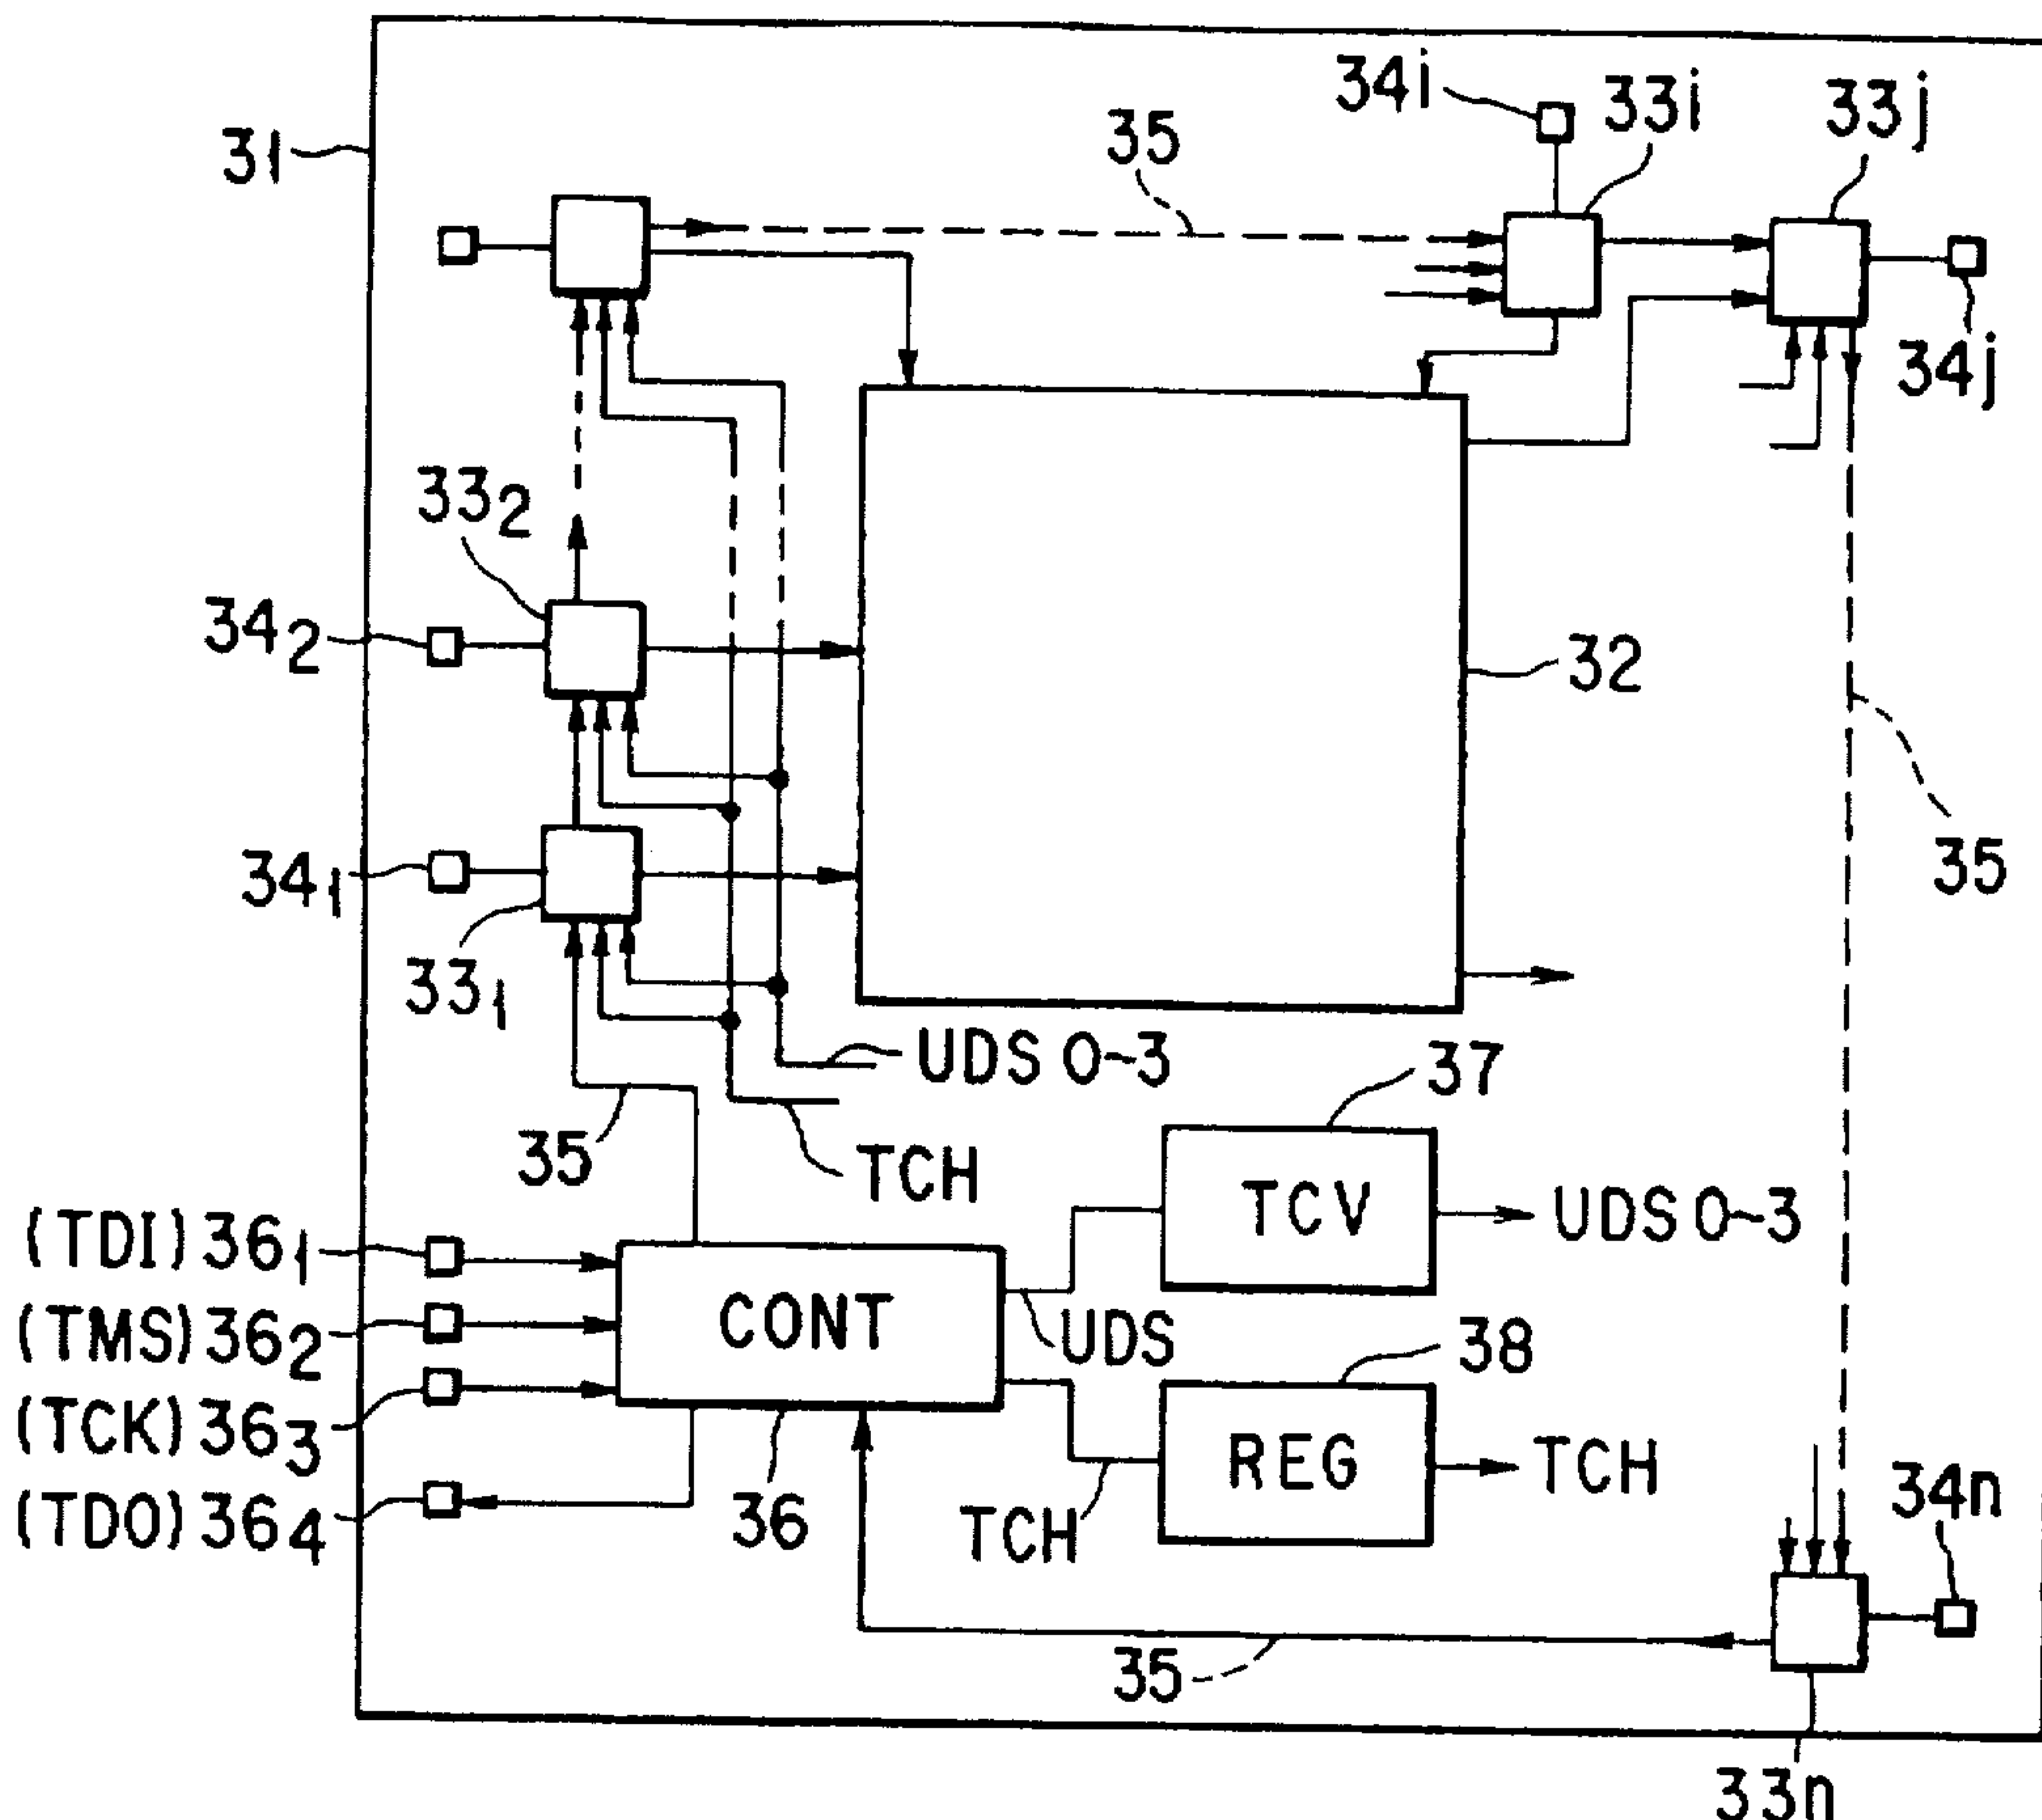 31
35
34i
33i
33j
34j
33₂
34₂
32
34₁
33₁
35
UDS 0~3
37
35
TCH
TCV
UDS 0~3
(TDI)36₁
(TMS)36₂
(TCK)36₃
(TDO)36₄
CONT
UDS
38
REG
TCH
TCH
36
34n
35
33n